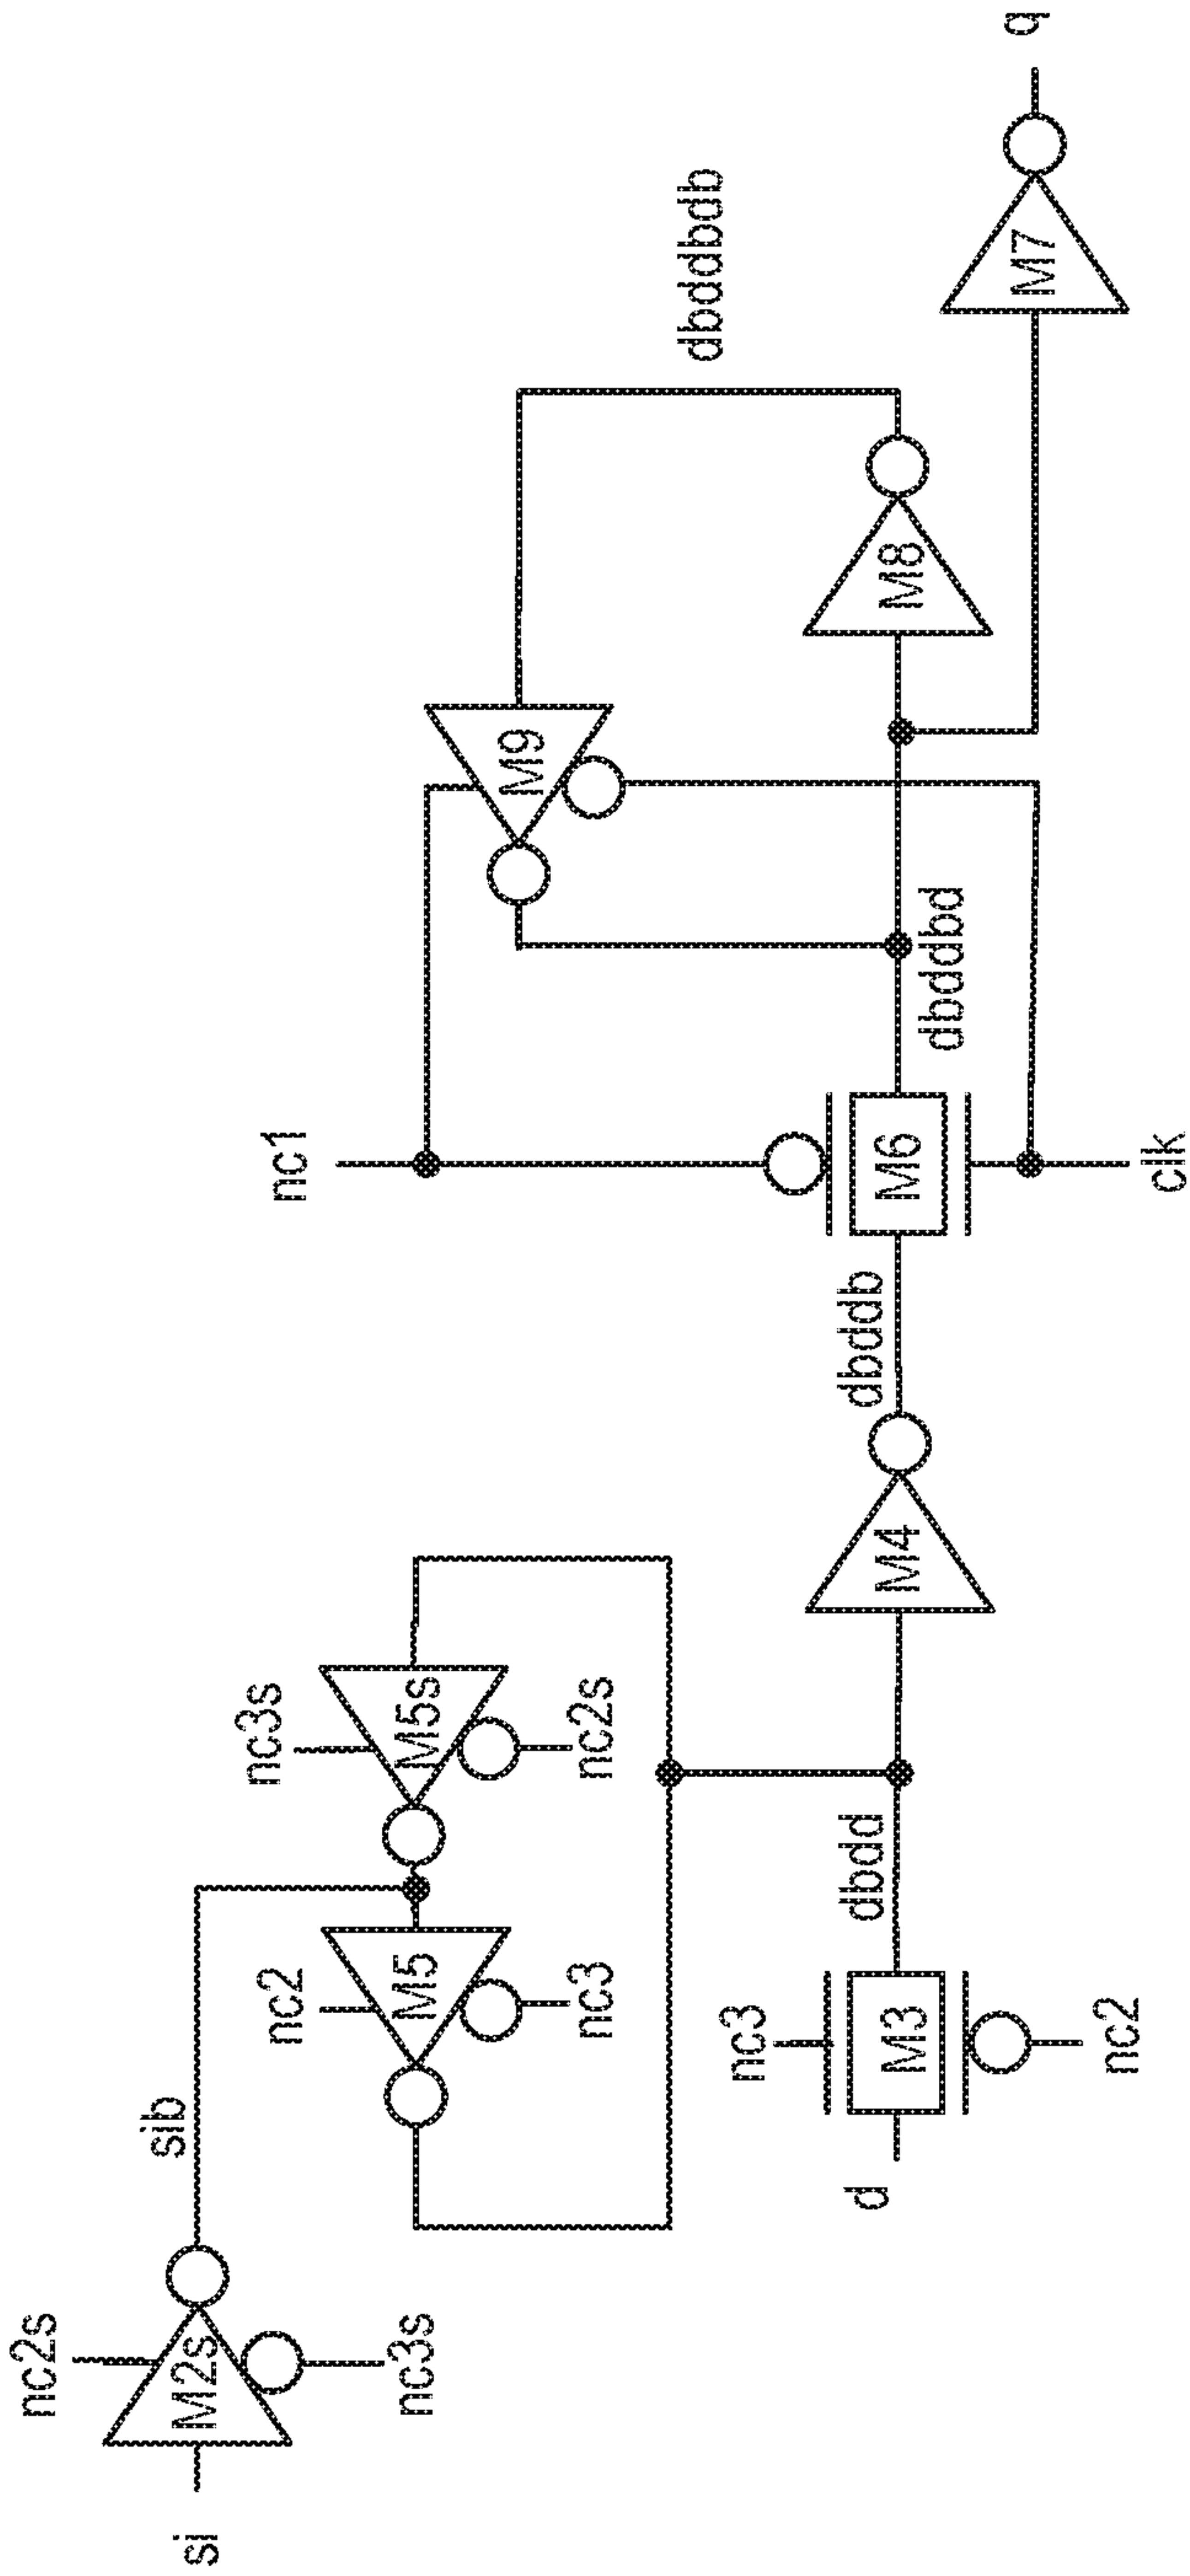 nc2s
sib
si
M2s
nc3s
nc2
nc3s
nc1
M5
M5s
M9
nc3
nc2s
dbddbdb
nc3
d
dbdd
dbddb
M3
M4
M6
M8
dbddbd
M7
q
nc2
clk